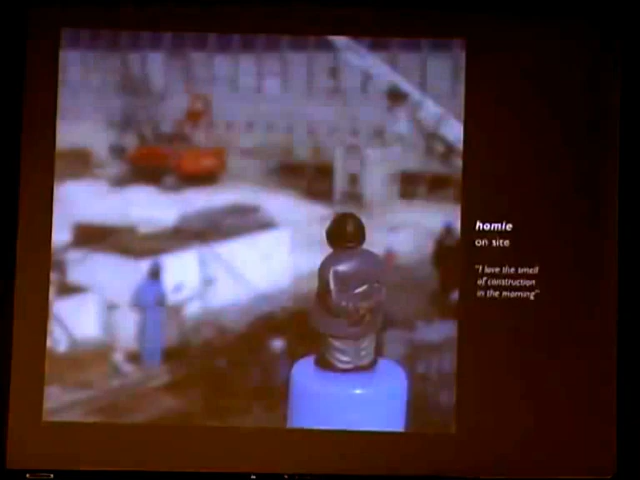 homie
on site
"I love the smell
of construction
in the morning"